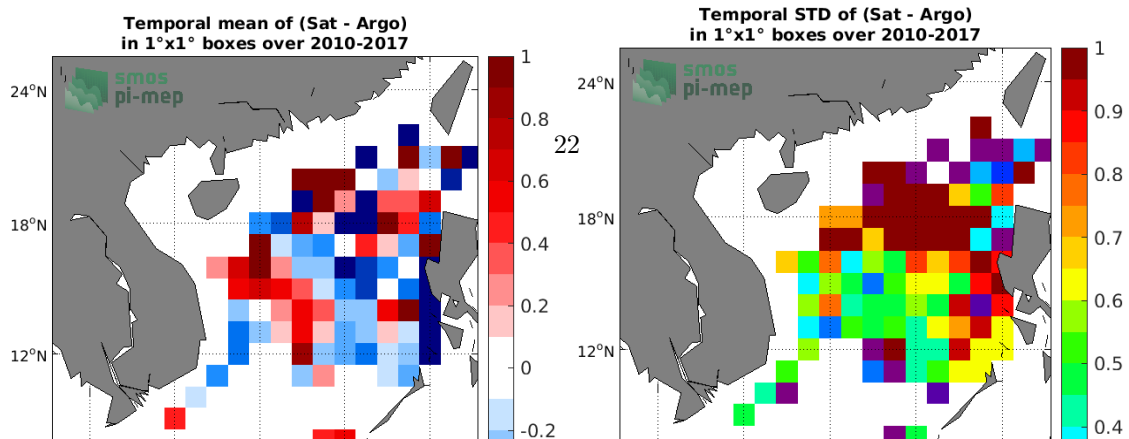 Temporal mean of (Sat - Argo)
in 1°x1° boxes over 2010-2017
smos
pi-mep
24°N
18°N
12°N
1
0.8
0.6
0.4
0.2
0
-0.2
22
Temporal STD of (Sat - Argo)
in 1°x1° boxes over 2010-2017
smos
pi-mep
24°N
18°N
12°N
1
0.9
0.8
0.7
0.6
0.5
0.4